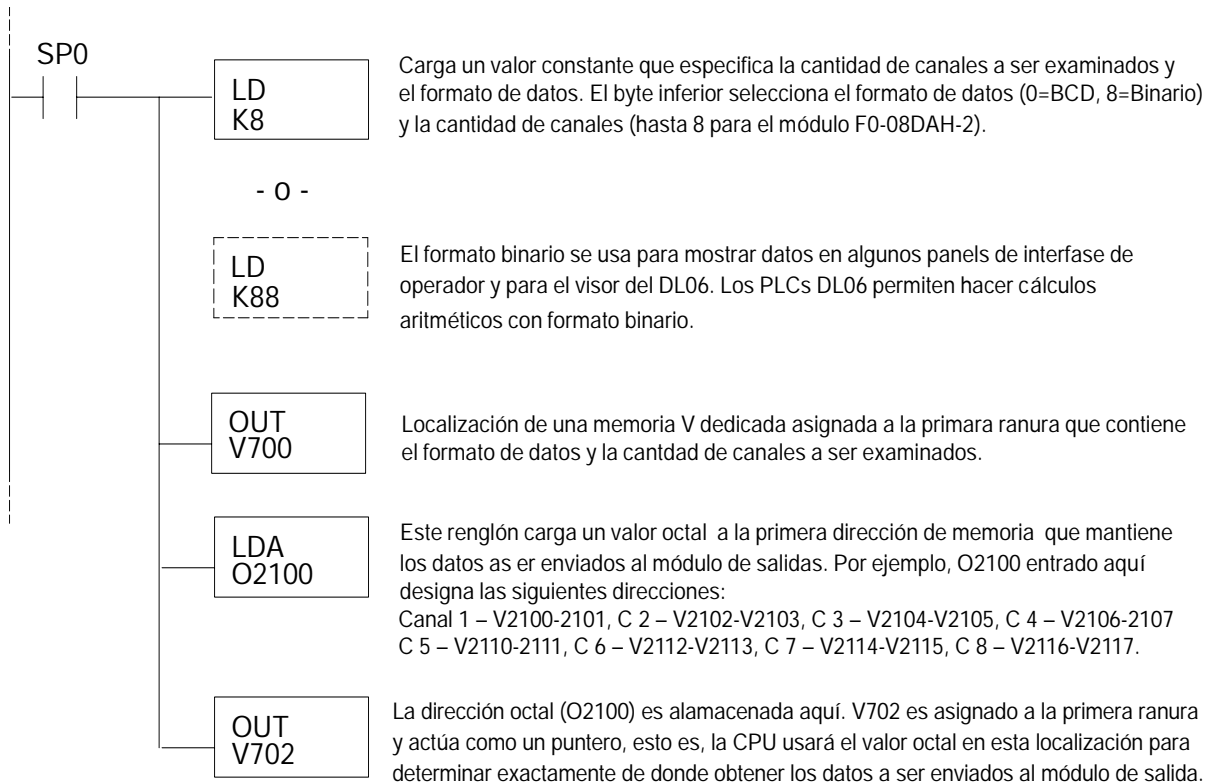 SP0
LD
K8
Carga un valor constante que especifica la cantidad de canales a ser examinados y
el formato de datos. El byte inferior selecciona el formato de datos (0=BCD, 8=Binario)
y la cantidad de canales (hasta 8 para el módulo F0-08DAH-2).
- o -
LD
K88
El formato binario se usa para mostrar datos en algunos panels de interfase de
operador y para el visor del DL06. Los PLCs DL06 permiten hacer cálculos
aritméticos con formato binario.
OUT
V700
Localización de una memoria V dedicada asignada a la primara ranura que contiene
el formato de datos y la cantdad de canales a ser examinados.
LDA
O2100
Este renglón carga un valor octal a la primera dirección de memoria que mantiene
los datos as er enviados al módulo de salidas. Por ejemplo, O2100 entrado aquí
designa las siguientes direcciones:
Canal 1 – V2100-2101, C 2 – V2102-V2103, C 3 – V2104-V2105, C 4 – V2106-2107
C 5 – V2110-2111, C 6 – V2112-V2113, C 7 – V2114-V2115, C 8 – V2116-V2117.
OUT
V702
La dirección octal (O2100) es alamacenada aquí. V702 es asignado a la primera ranura
y actúa como un puntero, esto es, la CPU usará el valor octal en esta localización para
determinar exactamente de donde obtener los datos a ser enviados al módulo de salida.